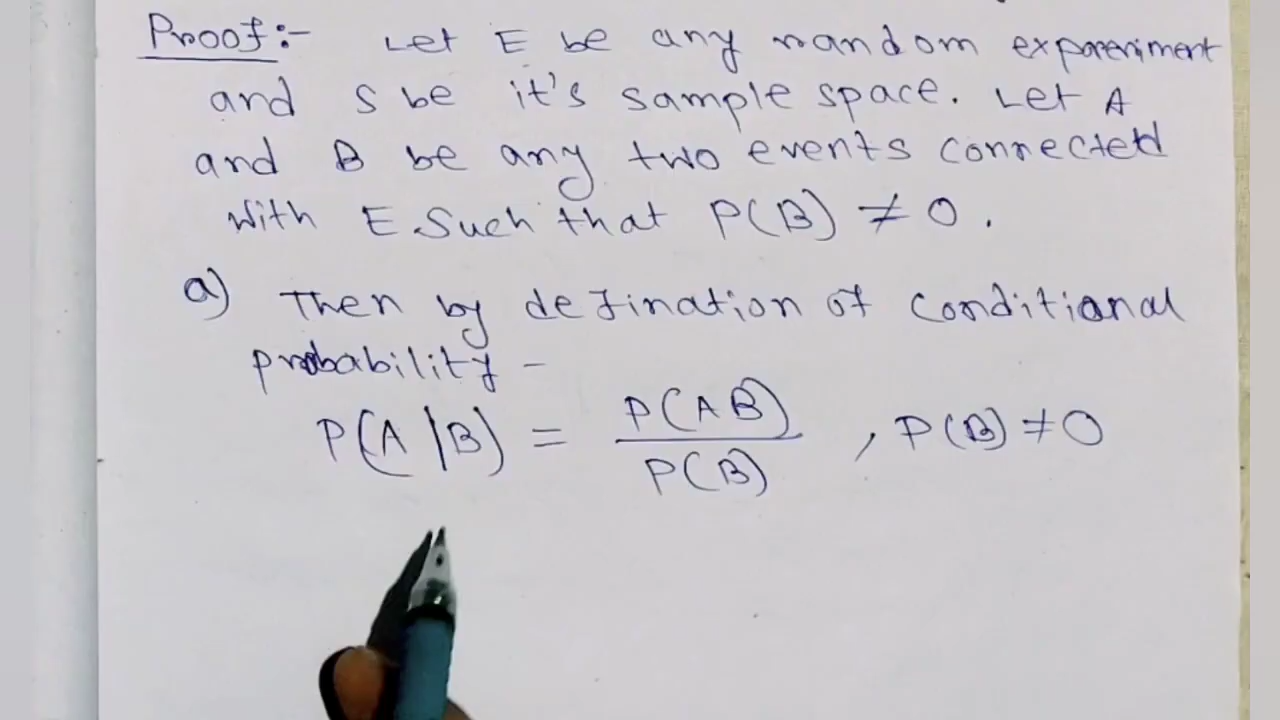 Proof:- Let E be any random expareriment
and S be it's sample space. Let A
and B be any two events connected
with E such that P(B) ≠ 0.
a) Then by defination of conditional
probability -
P(A|B) = P(AB)/P(B) , P(B) ≠ 0